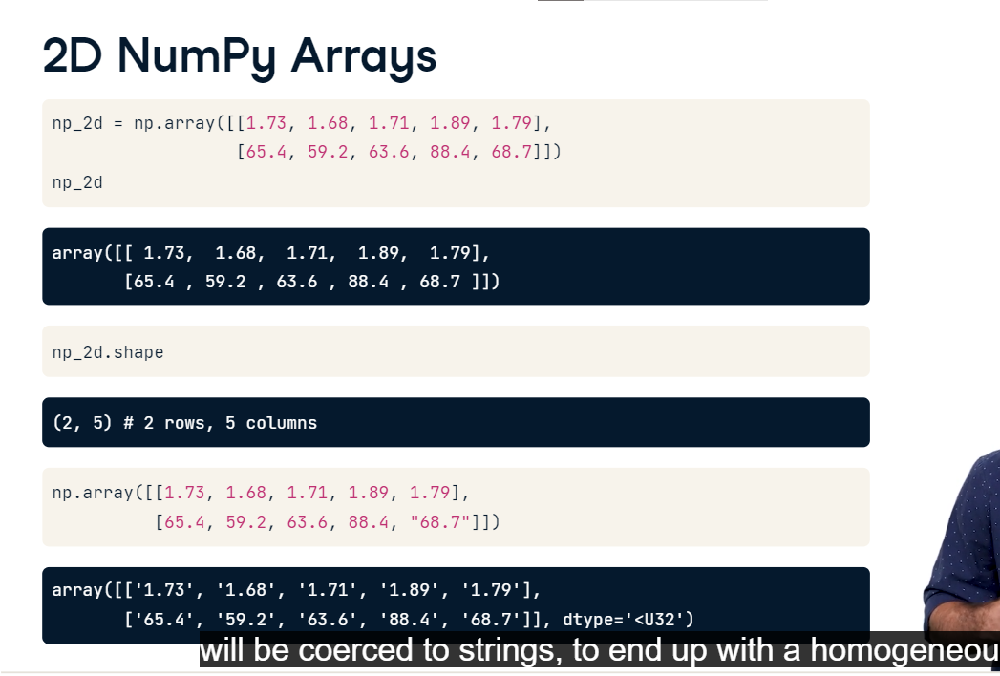 2D NumPy Arrays
np_2d = np.array([[1.73, 1.68, 1.71, 1.89, 1.79],
[65.4, 59.2, 63.6, 88.4, 68.7]])
np_2d
array([[ 1.73,  1.68,  1.71,  1.89,  1.79],
[65.4 , 59.2 , 63.6 , 88.4 , 68.7 ]])
np_2d.shape
(2, 5) # 2 rows, 5 columns
np.array([[1.73, 1.68, 1.71, 1.89, 1.79],
[65.4, 59.2, 63.6, 88.4, "68.7"]])
array([['1.73', '1.68', '1.71', '1.89', '1.79'],
['65.4', '59.2', '63.6', '88.4', '68.7']], dtype='<U32')
will be coerced to strings, to end up with a homogeneou